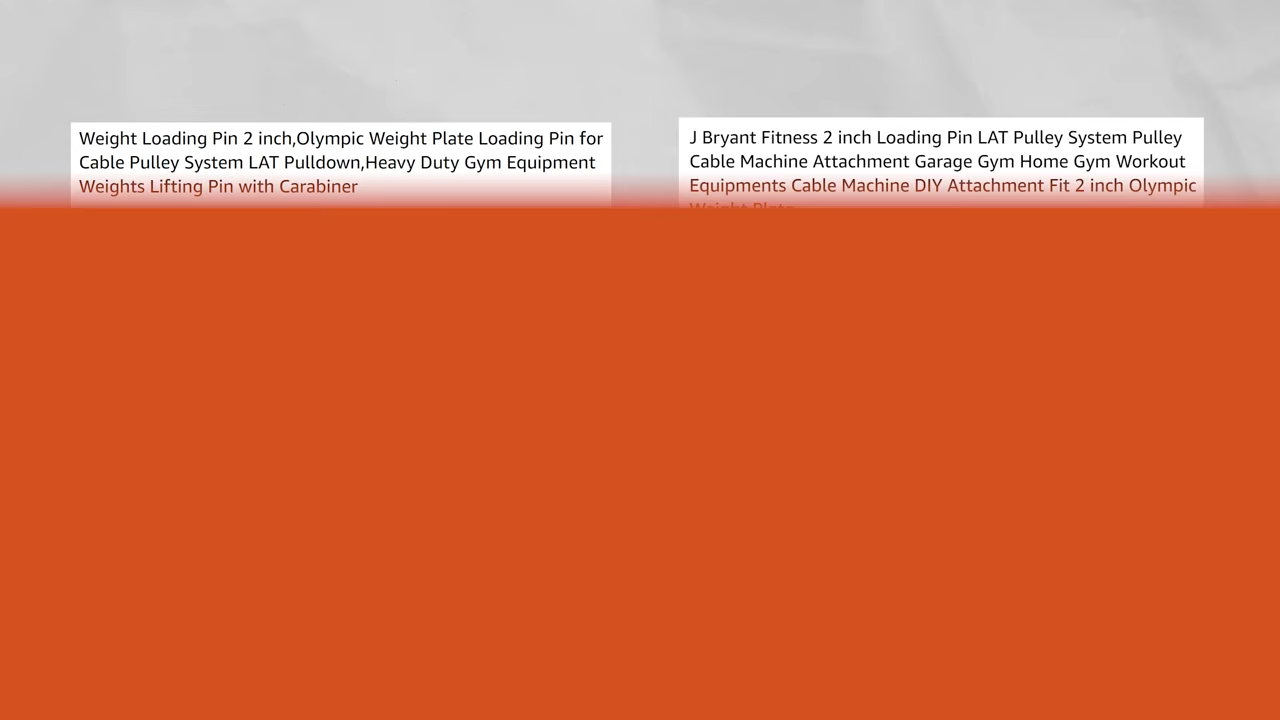 Weight Loading Pin 2 inch,Olympic Weight Plate Loading Pin for
Cable Pulley System LAT Pulldown,Heavy Duty Gym Equipment
Weights Lifting Pin with Carabiner
J Bryant Fitness 2 inch Loading Pin LAT Pulley System Pulley
Cable Machine Attachment Garage Gym Home Gym Workout
Equipments Cable Machine DIY Attachment Fit 2 inch Olympic